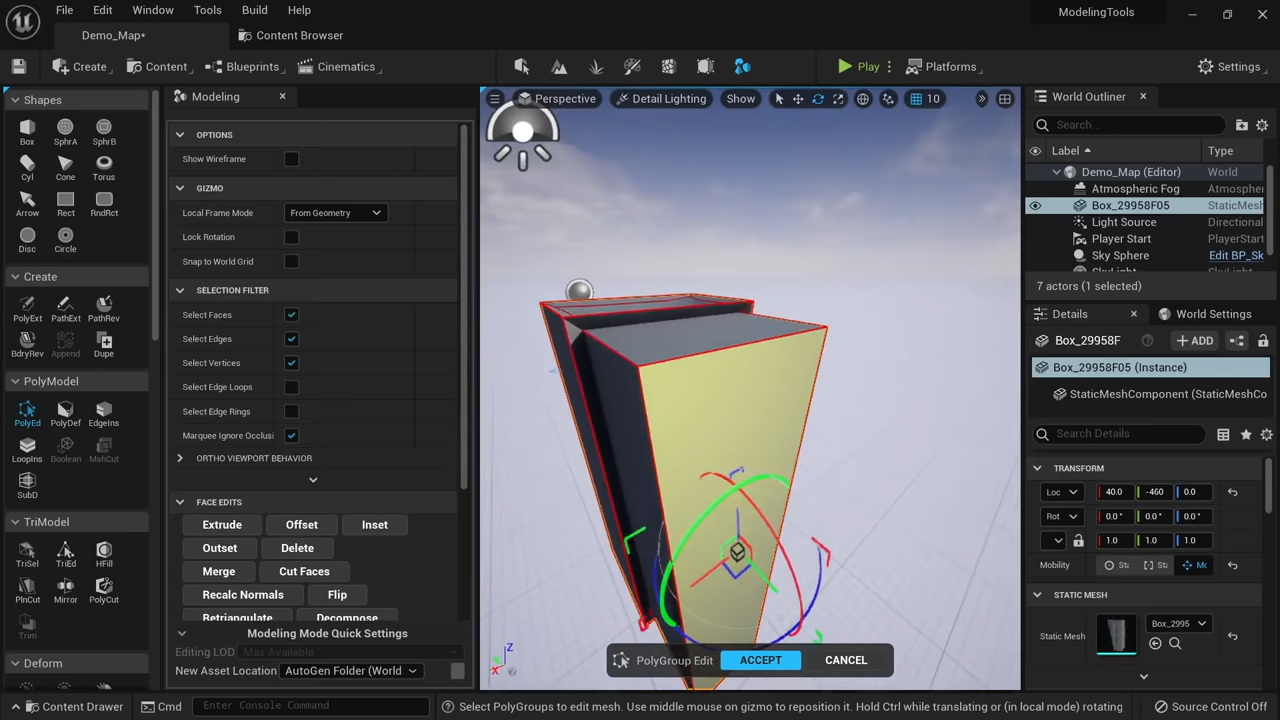 File Edit Window Tools Build Help
ModelingTools
Demo_Map*
Content Browser
Create
Content
Blueprints
Cinematics
Play
Platforms
Settings
Shapes
Box SphrA SphrB
Cyl Cone Torus
Arrow Rect RndRct
Disc Circle
Create
PolyExt PathExt PathRev
BdryRev Append Dupe
PolyModel
PolyEd PolyDef EdgeIns
LoopIns Boolean MshCut
SubD
TriModel
TriSel TriEd HFill
PlnCut Mirror PolyCut
Trim
Deform
Modeling
OPTIONS
Show Wireframe
GIZMO
Local Frame Mode From Geometry
Lock Rotation
Snap to World Grid
SELECTION FILTER
Select Faces
Select Edges
Select Vertices
Select Edge Loops
Select Edge Rings
Marquee Ignore Occlusi
ORTHO VIEWPORT BEHAVIOR
FACE EDITS
Extrude Offset Inset
Outset Delete
Merge Cut Faces
Recalc Normals Flip
Retriangulate Decompose
Modeling Mode Quick Settings
Editing LOD Max Available
New Asset Location AutoGen Folder (World
Perspective
Detail Lighting
Show
10
Z
X
PolyGroup Edit ACCEPT CANCEL
World Outliner
Search...
Label Type
Demo_Map (Editor) World
Atmospheric Fog Atmosphe
Box_29958F05 StaticMesh
Light Source Directional
Player Start PlayerStart
Sky Sphere Edit BP_Sk
SkyLight SkyLight
7 actors (1 selected)
Details
World Settings
Box_29958F
ADD
Box_29958F05 (Instance)
StaticMeshComponent (StaticMeshCo
Search Details
TRANSFORM
Loc 40.0 -460 0.0
Rot 0.0° 0.0° 0.0°
1.0 1.0 1.0
Mobility Sta Sta Mo
STATIC MESH
Static Mesh Box_2995
Content Drawer
Cmd
Enter Console Command
Select PolyGroups to edit mesh. Use middle mouse on gizmo to reposition it. Hold Ctrl while translating or (in local mode) rotating
Source Control Off